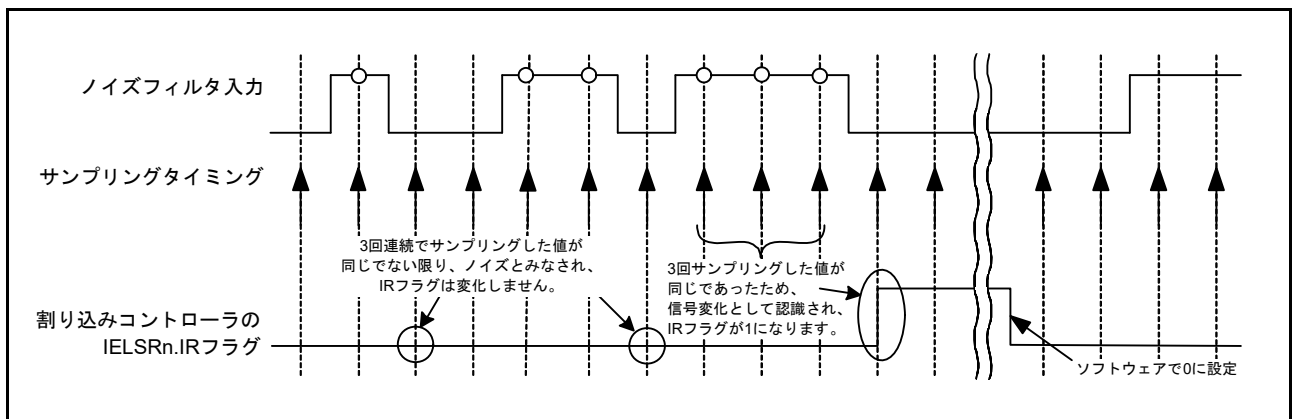 ノイズフィルタ入力
サンプリングタイミング
3回連続でサンプリングした値が
同じでない限り、ノイズとみなされ、
IRフラグは変化しません。
3回サンプリングした値が
同じであったため、
信号変化として認識され、
IRフラグが1になります。
割り込みコントローラの
IELSRn.IRフラグ
ソフトウェアで0に設定